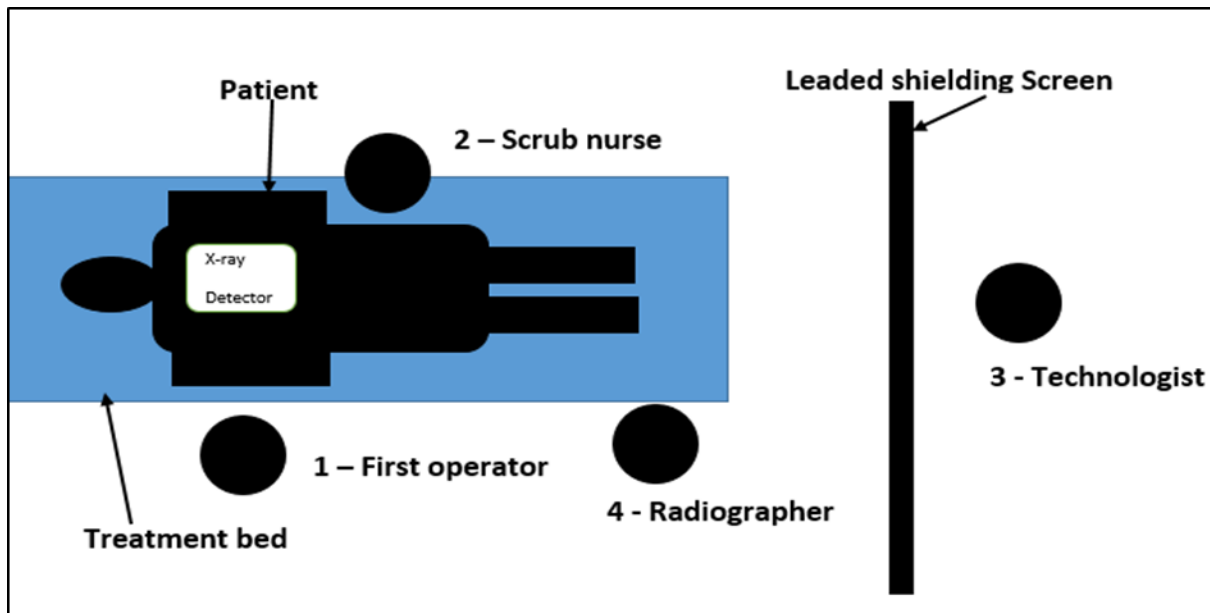 Patient
Leaded shielding Screen
2 – Scrub nurse
X-ray
Detector
3 - Technologist
1 – First operator
4 - Radiographer
Treatment bed